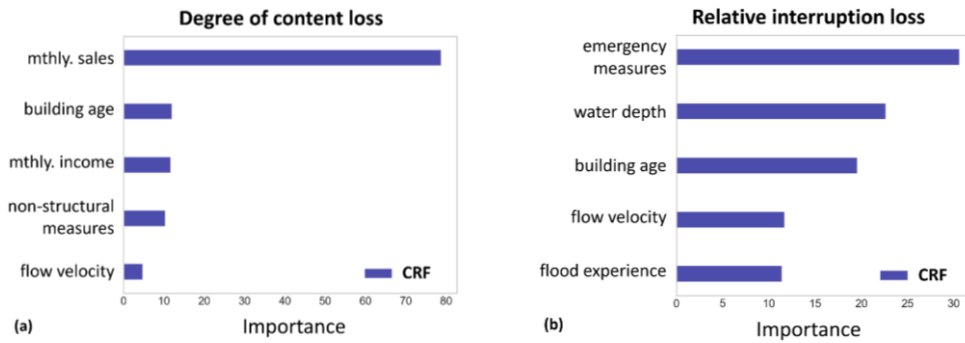 Degree of content loss
mthly. sales
building age
mthly. income
non-structural
measures
flow velocity
CRF
0 10 20 30 40 50 60 70 80
(a)
Importance
Relative interruption loss
emergency
measures
water depth
building age
flow velocity
flood experience
CRF
0 5 10 15 20 25 30
(b)
Importance